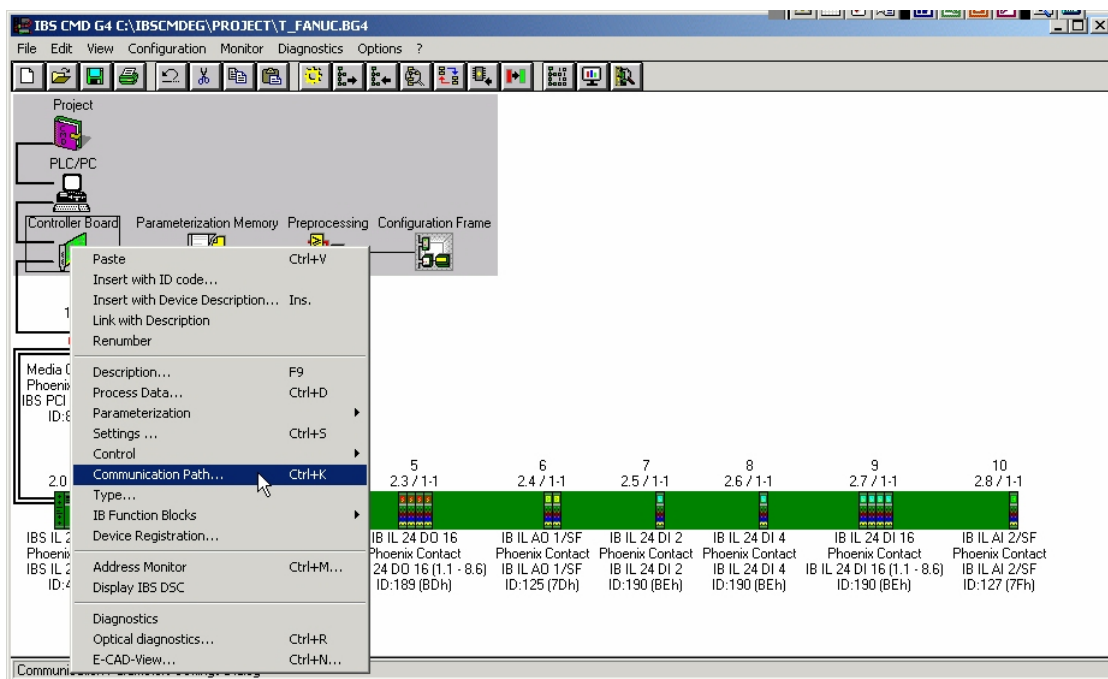 IBS CMD G4 C:\IBSCMDEG\PROJECT\T_FANUC.BG4
File Edit View Configuration Monitor Diagnostics Options ?
Project
PLC/PC
Controller Board Parameterization Memory Preprocessing Configuration Frame
Paste Ctrl+V
Insert with ID code...
Insert with Device Description... Ins.
Link with Description
Renumber
Description... F9
Process Data... Ctrl+D
Parameterization
Settings ... Ctrl+S
Control
Communication Path... Ctrl+K
Type...
IB Function Blocks
Device Registration...
Address Monitor Ctrl+M...
Display IBS DSC
Diagnostics
Optical diagnostics... Ctrl+R
E-CAD-View... Ctrl+N...
1
Media
IBS PCI
2.0
IBS IL
IBS IL
5 6 7 8 9 10
2.3 / 1-1 2.4 / 1-1 2.5 / 1-1 2.6 / 1-1 2.7 / 1-1 2.8 / 1-1
IB IL 24 DO 16 IB IL AO 1/SF IB IL 24 DI 2 IB IL 24 DI 4 IB IL 24 DI 16 IB IL AI 2/SF
Phoenix Contact Phoenix Contact Phoenix Contact Phoenix Contact Phoenix Contact Phoenix Contact
24 DO 16 (1.1 - 8.6) IB IL AO 1/SF IB IL 24 DI 2 IB IL 24 DI 4 IB IL 24 DI 16 (1.1 - 8.6) IB IL AI 2/SF
ID:189 (BDh) ID:125 (7Dh) ID:190 (BEh) ID:190 (BEh) ID:190 (BEh) ID:127 (7Fh)